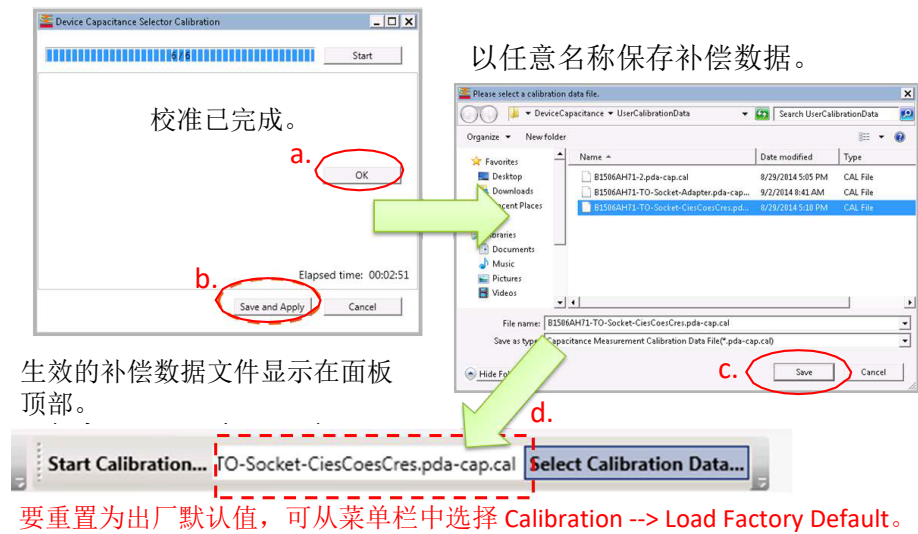 Device Capacitance Selector Calibration
6 / 6
Start
校准已完成。
a.
OK
Elapsed time: 00:02:51
b.
Save and Apply
Cancel
以任意名称保存补偿数据。
Please select a calibration data file.
DeviceCapacitance
UserCalibrationData
Search UserCalibrationData
Organize
New folder
Favorites
Desktop
Downloads
Recent Places
Libraries
Documents
Music
Pictures
Videos
Name
Date modified
Type
B1506AH71-2.pda-cap.cal
8/29/2014 5:05 PM
CAL File
B1506AH71-TO-Socket-Adapter.pda-cap...
9/2/2014 8:41 AM
CAL File
B1506AH71-TO-Socket-CiesCoesCres.pd...
8/29/2014 5:10 PM
CAL File
File name:
B1506AH71-TO-Socket-CiesCoesCres.pda-cap.cal
Save as type:
Capacitance Measurement Calibration Data File(*.pda-cap.cal)
Hide
c.
Save
Cancel
生效的补偿数据文件显示在面板
顶部。
d.
Start Calibration...
TO-Socket-CiesCoesCres.pda-cap.cal
Select Calibration Data...
要重置为出厂默认值，可从菜单栏中选择 Calibration --> Load Factory Default。